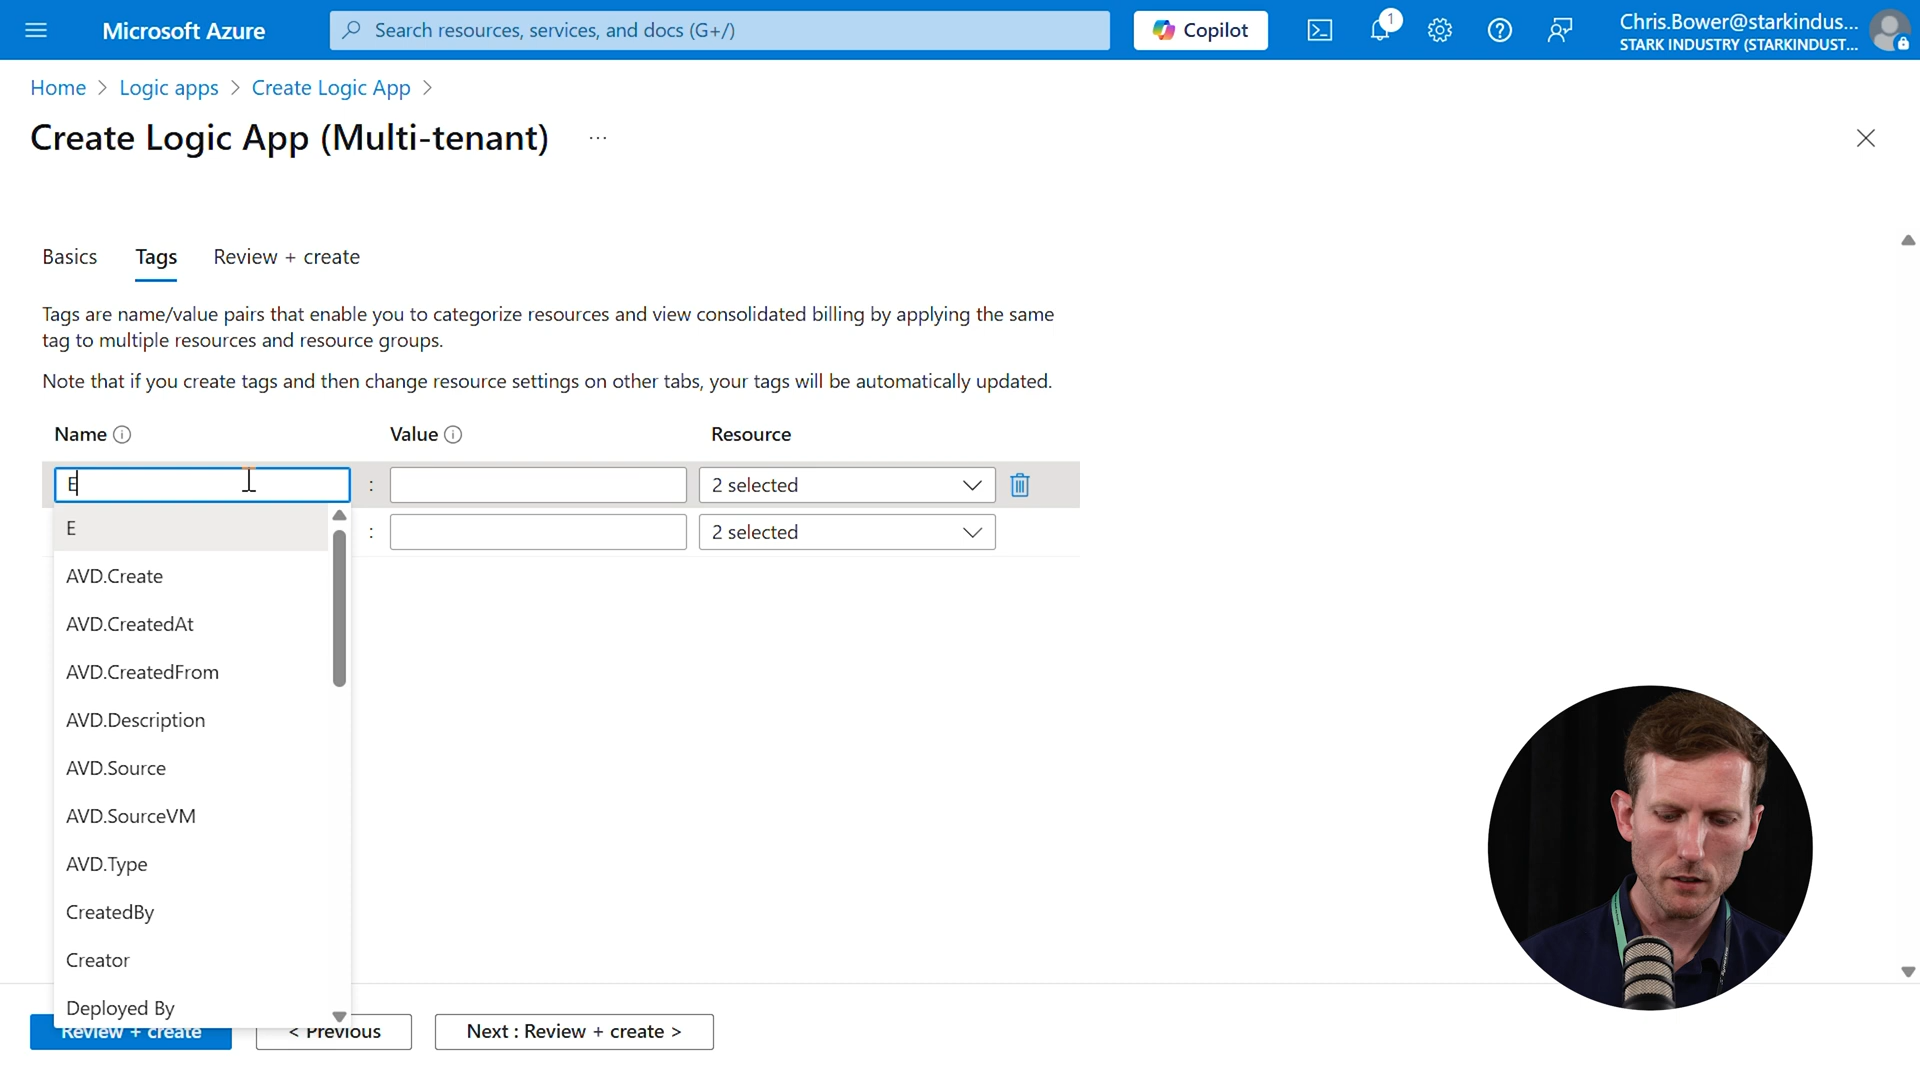 Microsoft Azure
Search resources, services, and docs (G+/)
Copilot
1
Chris.Bower@starkindus...
STARK INDUSTRY (STARKINDUST...
Home > Logic apps > Create Logic App >
Create Logic App (Multi-tenant) ...
Basics Tags Review + create
Tags are name/value pairs that enable you to categorize resources and view consolidated billing by applying the same
tag to multiple resources and resource groups.
Note that if you create tags and then change resource settings on other tabs, your tags will be automatically updated.
Name Value Resource
E : 2 selected
: 2 selected
E
AVD.Create
AVD.CreatedAt
AVD.CreatedFrom
AVD.Description
AVD.Source
AVD.SourceVM
AVD.Type
CreatedBy
Creator
Deployed By
Review + create < Previous Next : Review + create >